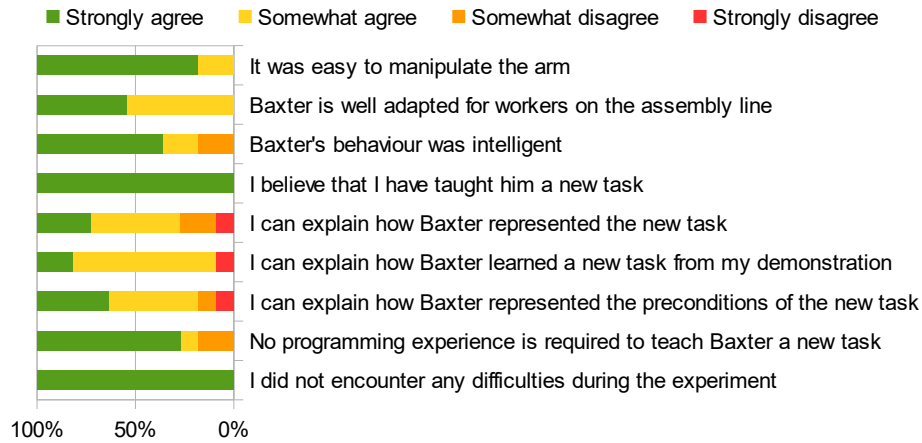 Strongly agree Somewhat agree Somewhat disagree Strongly disagree
It was easy to manipulate the arm
Baxter is well adapted for workers on the assembly line
Baxter's behaviour was intelligent
I believe that I have taught him a new task
I can explain how Baxter represented the new task
I can explain how Baxter learned a new task from my demonstration
I can explain how Baxter represented the preconditions of the new task
No programming experience is required to teach Baxter a new task
I did not encounter any difficulties during the experiment
100% 50% 0%